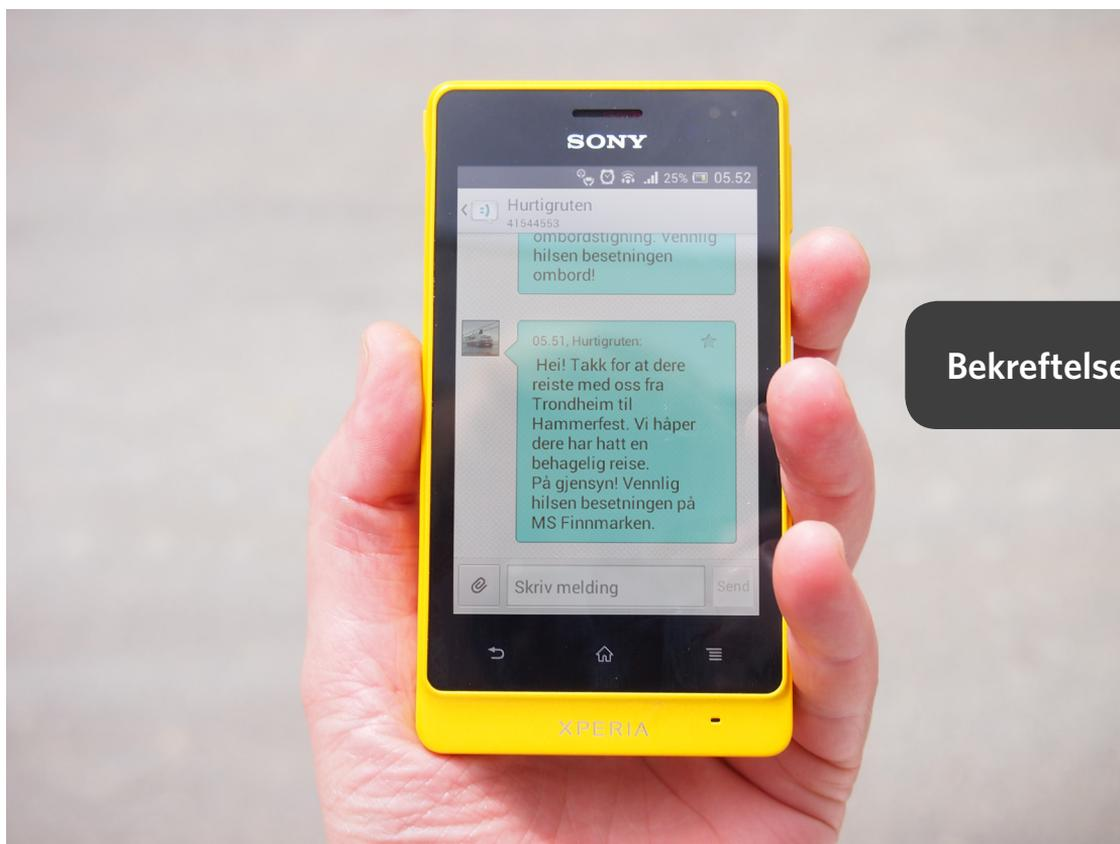 SONY
25% 05.52
Hurtigruten
41544553
ombordstigning. Vennlig
hilsen besetningen
ombord!
05.51, Hurtigruten:
Hei! Takk for at dere
reiste med oss fra
Trondheim til
Hammerfest. Vi håper
dere har hatt en
behagelig reise.
På gjensyn! Vennlig
hilsen besetningen på
MS Finnmarken.
Skriv melding
Send
XPERIA
Bekreftelse